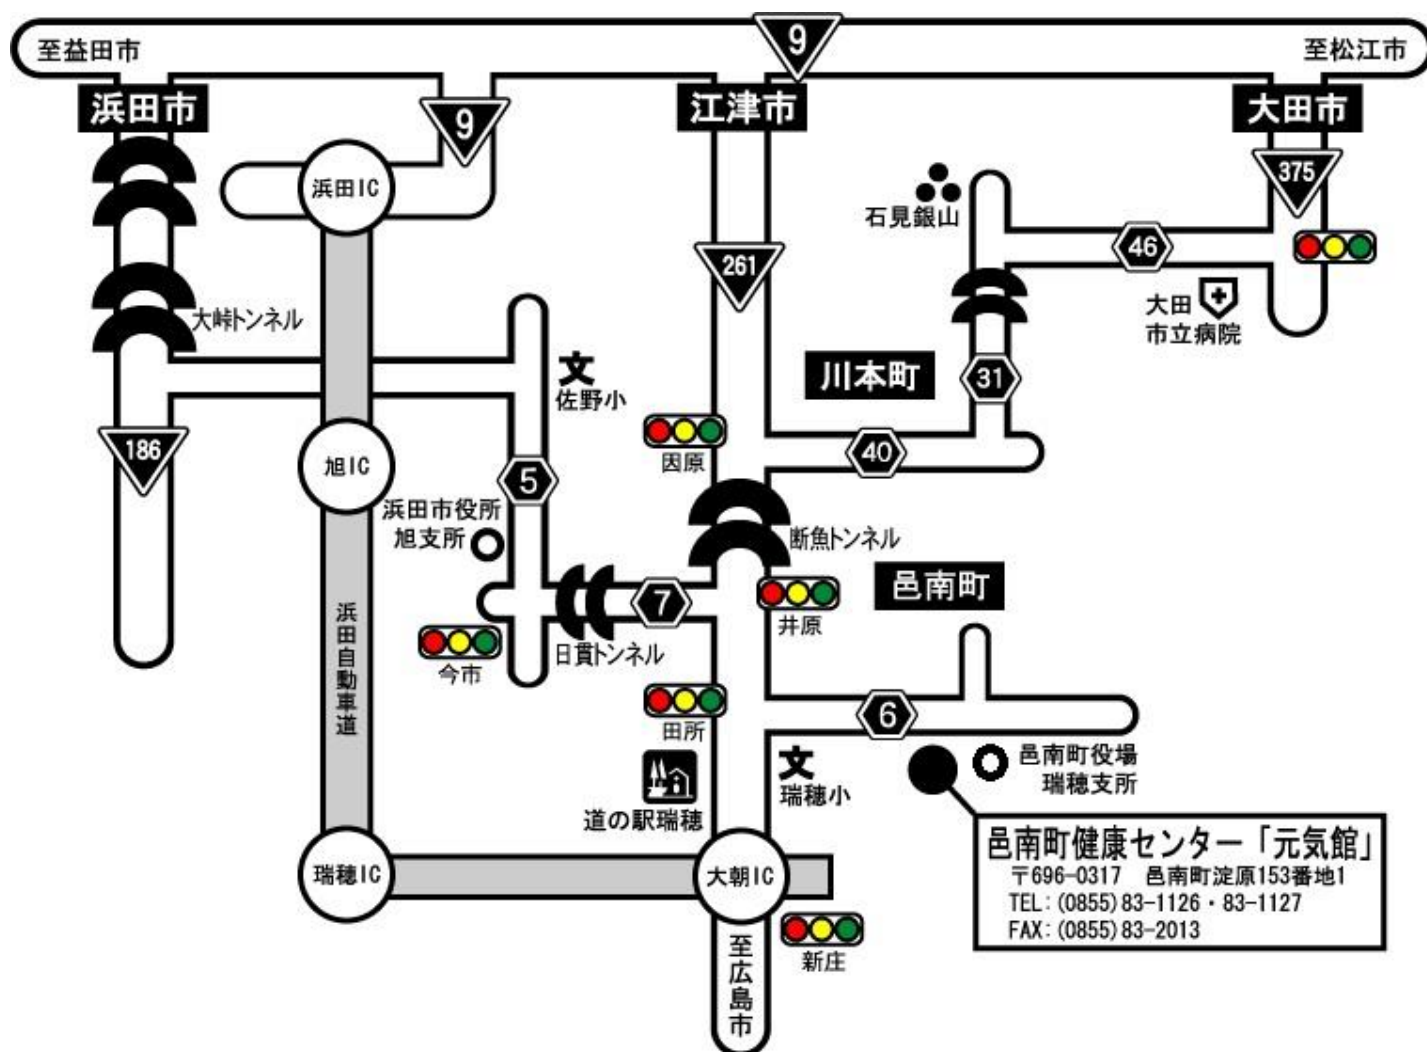 至益田市
9
至松江市
浜田市
9
江津市
大田市
375
浜田IC
石見銀山
46
261
大田
市立病院
大峠トンネル
川本町
31
文
佐野小
186
因原
40
旭IC
5
浜田市役所
旭支所
断魚トンネル
邑南町
7
井原
浜田自動車道
今市
日貫トンネル
田所
6
文
瑞穂小
邑南町役場
瑞穂支所
道の駅瑞穂
邑南町健康センター「元気館」
〒696-0317 邑南町淀原153番地1
TEL:(0855)83-1126・83-1127
FAX:(0855)83-2013
瑞穂IC
大朝IC
新庄
至広島市